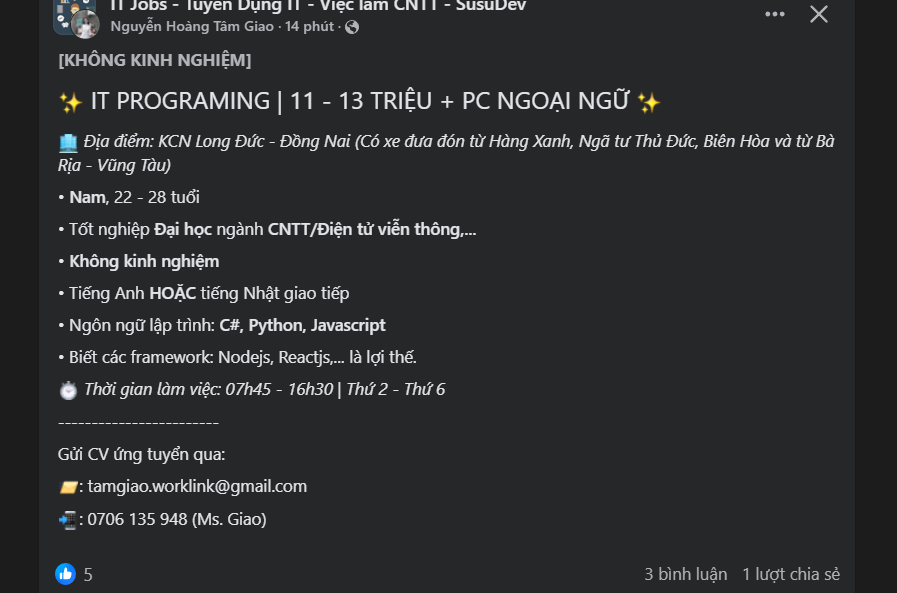 IT Jobs - Tuyển Dụng IT - Việc làm CNTT - SusuDev
Nguyễn Hoàng Tâm Giao · 14 phút ·
[KHÔNG KINH NGHIỆM]
✨ IT PROGRAMING | 11 - 13 TRIỆU + PC NGOẠI NGỮ ✨
🏢 Địa điểm: KCN Long Đức - Đồng Nai (Có xe đưa đón từ Hàng Xanh, Ngã tư Thủ Đức, Biên Hòa và từ Bà
Rịa - Vũng Tàu)
• Nam, 22 - 28 tuổi
• Tốt nghiệp Đại học ngành CNTT/Điện tử viễn thông,...
• Không kinh nghiệm
• Tiếng Anh HOẶC tiếng Nhật giao tiếp
• Ngôn ngữ lập trình: C#, Python, Javascript
• Biết các framework: Nodejs, Reactjs,... là lợi thế.
⏱ Thời gian làm việc: 07h45 - 16h30 | Thứ 2 - Thứ 6
------------------------
Gửi CV ứng tuyển qua:
📁: tamgiao.worklink@gmail.com
📲: 0706 135 948 (Ms. Giao)
5
3 bình luận 1 lượt chia sẻ